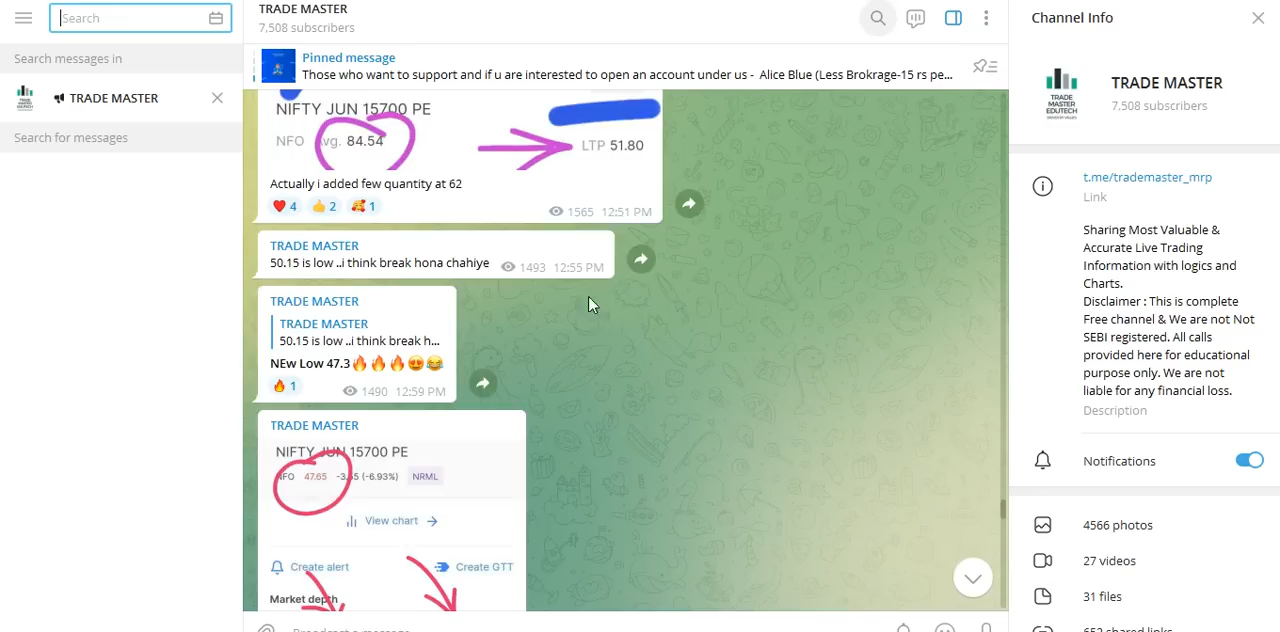 Search
Search messages in
TRADE MASTER
Search for messages
TRADE MASTER
7,508 subscribers
Pinned message
Those who want to support and if u are interested to open an account under us - Alice Blue (Less Brokrage-15 rs pe...
NIFTY JUN 15700 PE
NFO vg. 84.54
LTP 51.80
Actually i added few quantity at 62
4 2 1
1565 12:51 PM
TRADE MASTER
50.15 is low ..i think break hona chahiye 1493 12:55 PM
TRADE MASTER
TRADE MASTER
50.15 is low ..i think break h...
NEw Low 47.3🔥🔥🔥😍😂
1 1490 12:59 PM
TRADE MASTER
NIFTY JUN 15700 PE
NFO 47.65 (-6.93%) NRML
View chart
Create alert Create GTT
Market depth
Channel Info
TRADE MASTER
7,508 subscribers
TRADE
MASTER
EDUTECH
t.me/trademaster_mrp
Link
Sharing Most Valuable &
Accurate Live Trading
Information with logics and
Charts.
Disclaimer : This is complete
Free channel & We are not Not
SEBI registered. All calls
provided here for educational
purpose only. We are not
liable for any financial loss.
Description
Notifications
4566 photos
27 videos
31 files